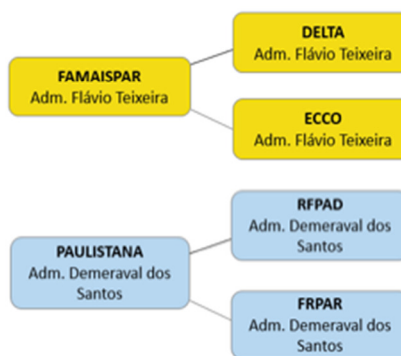 DELTA
Adm. Flávio Teixeira
FAMAISPAR
Adm. Flávio Teixeira
ECCO
Adm. Flávio Teixeira
RFPAD
Adm. Demeraval dos
Santos
PAULISTANA
Adm. Demeraval dos
Santos
FRPAR
Adm. Demeraval dos
Santos